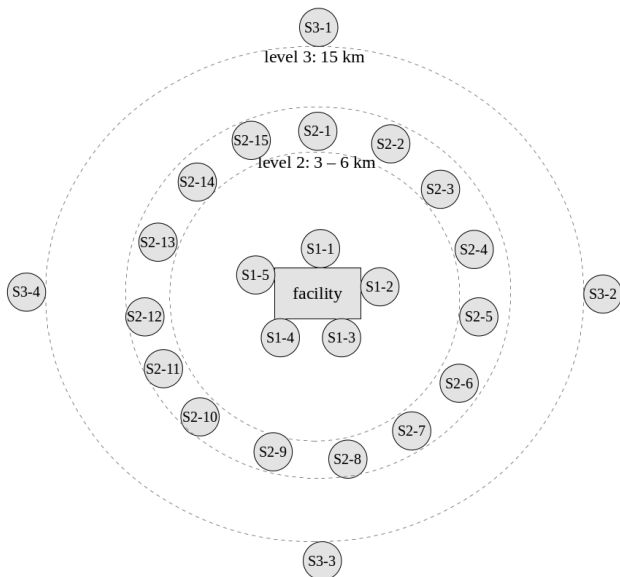 S3-1
level 3: 15 km
S2-1
S2-15
S2-2
level 2: 3 – 6 km
S2-14
S2-3
S2-13
S1-1
S2-4
S1-5
S1-2
S3-4
facility
S3-2
S2-12
S2-5
S1-4
S1-3
S2-11
S2-6
S2-10
S2-7
S2-9
S2-8
S3-3